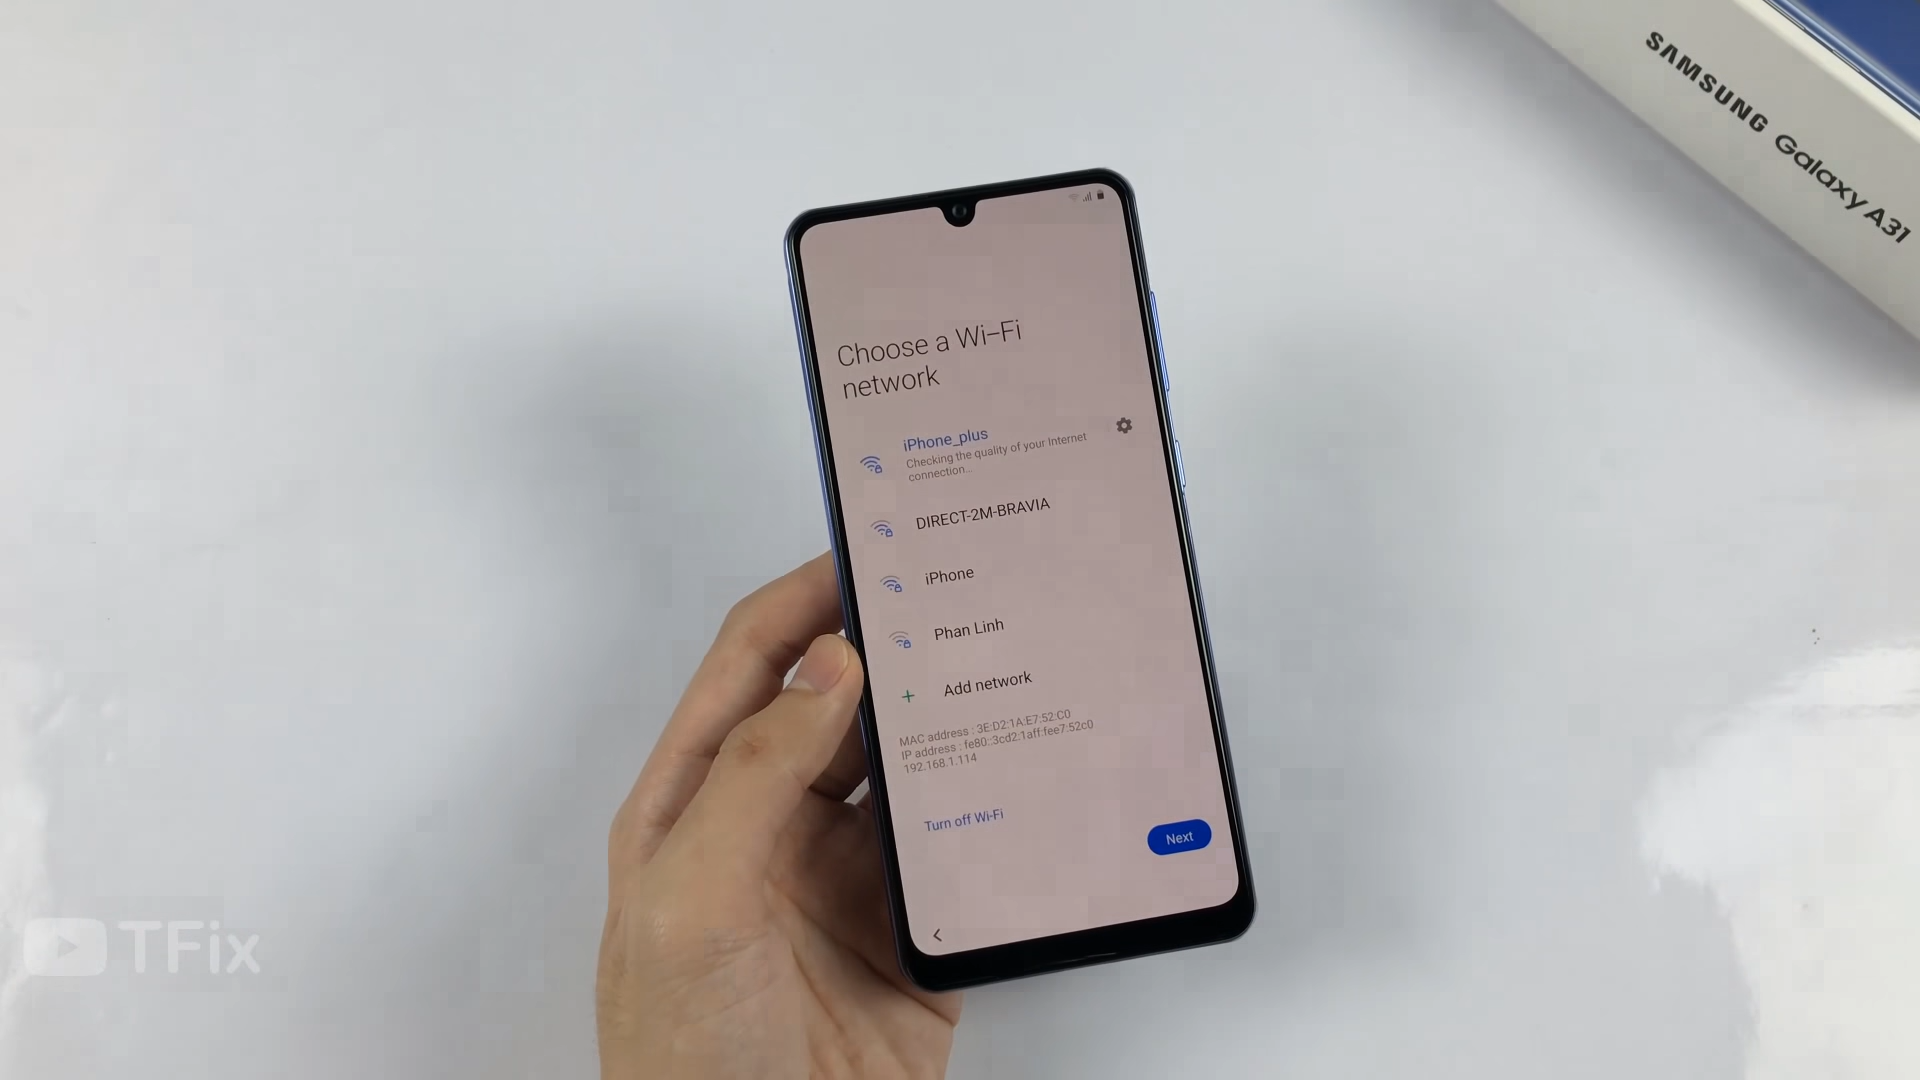 SAMSUNG Galaxy A31
Choose a Wi-Fi
network
iPhone_plus
Checking the quality of your Internet
connection...
DIRECT-2M-BRAVIA
iPhone
Phan Linh
+ Add network
MAC address : 3E:D2:1A:E7:52:C0
IP address : fe80::3cd2:1aff:fee7:52c0
192.168.1.114
Turn off Wi-Fi
Next
TFix